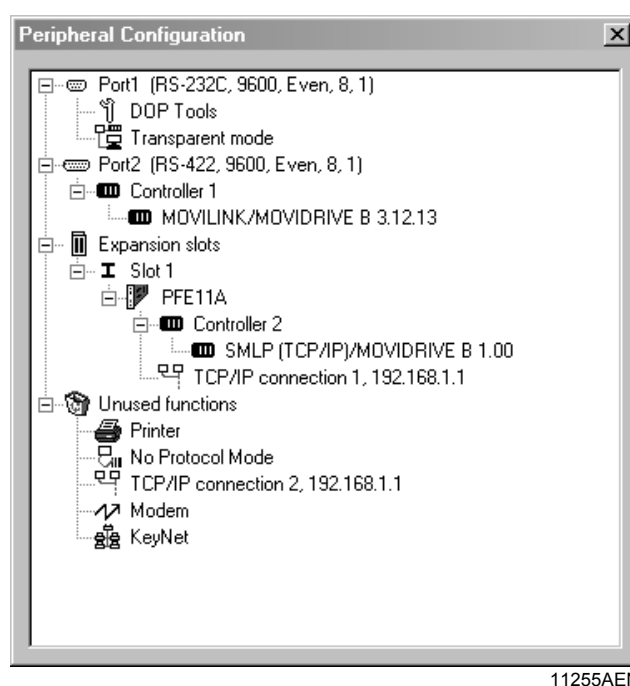 Peripheral Configuration
Port1 (RS-232C, 9600, Even, 8, 1)
DOP Tools
Transparent mode
Port2 (RS-422, 9600, Even, 8, 1)
Controller 1
MOVILINK/MOVIDRIVE B 3.12.13
Expansion slots
Slot 1
PFE11A
Controller 2
SMLP (TCP/IP)/MOVIDRIVE B 1.00
TCP/IP connection 1, 192.168.1.1
Unused functions
Printer
No Protocol Mode
TCP/IP connection 2, 192.168.1.1
Modem
KeyNet
11255AEN